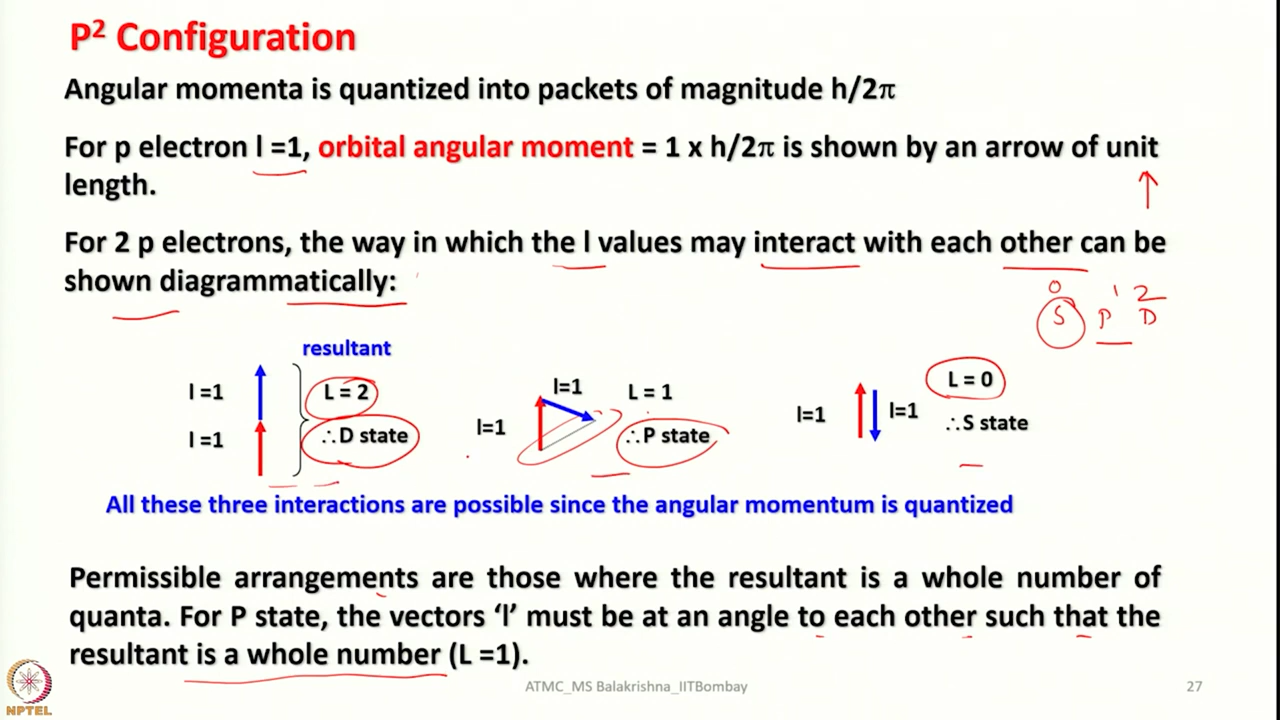 P² Configuration
Angular momenta is quantized into packets of magnitude h/2π
For p electron l =1, orbital angular moment = 1 x h/2π is shown by an arrow of unit
length.
For 2 p electrons, the way in which the l values may interact with each other can be
shown diagrammatically:
0 1 2
S P D
resultant
l =1
l =1
L = 2
∴D state
l=1
l=1
L = 1
∴P state
l=1
l=1
L = 0
∴S state
All these three interactions are possible since the angular momentum is quantized
Permissible arrangements are those where the resultant is a whole number of
quanta. For P state, the vectors ‘l’ must be at an angle to each other such that the
resultant is a whole number (L =1).
NPTEL
ATMC_MS Balakrishna_IITBombay
27